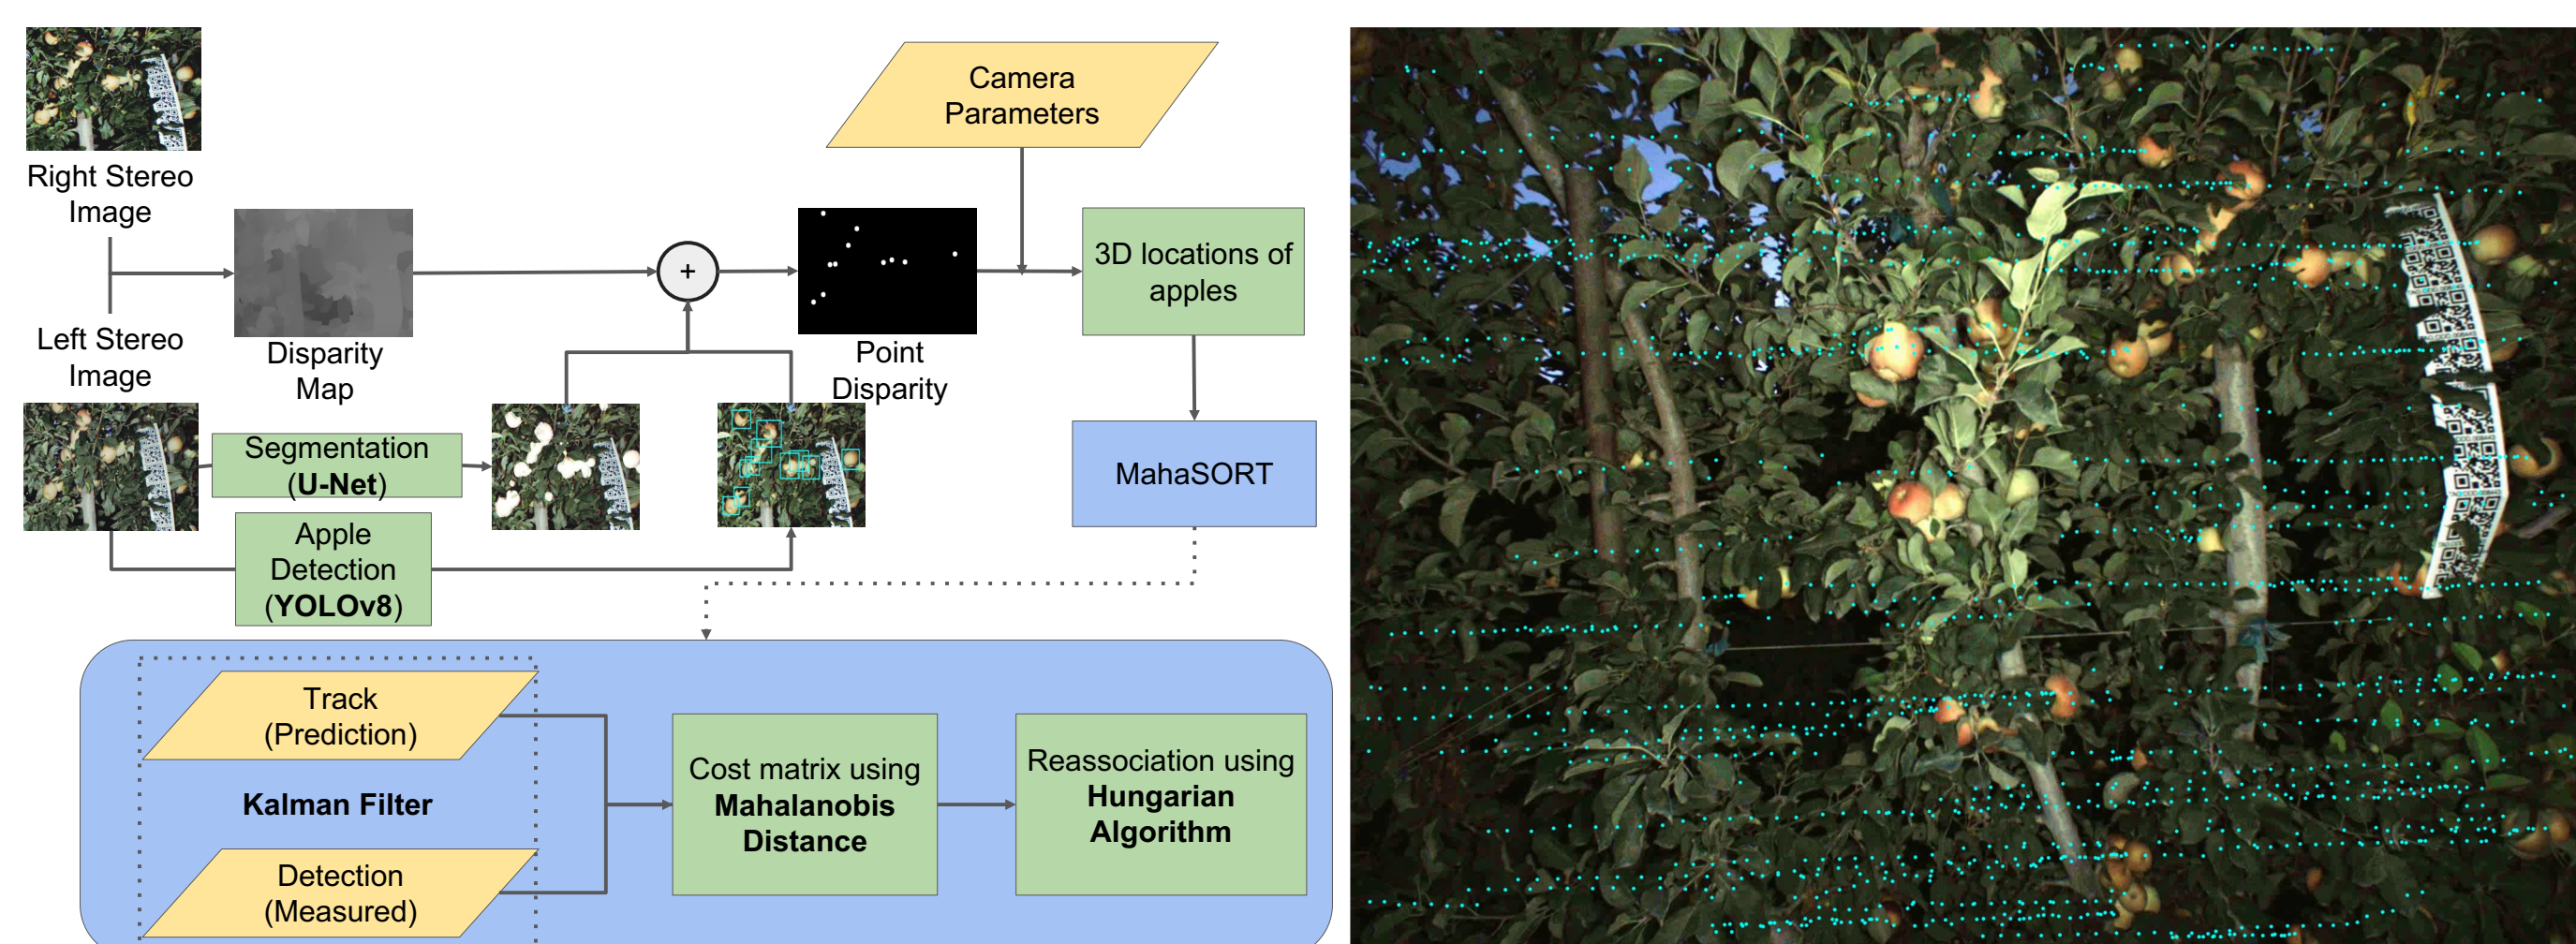 Right Stereo
Image
Left Stereo
Image
Disparity
Map
Segmentation
(U-Net)
Apple
Detection
(YOLOv8)
+
Point
Disparity
Camera
Parameters
3D locations of
apples
MahaSORT
Track
(Prediction)
Kalman Filter
Detection
(Measured)
Cost matrix using
Mahalanobis
Distance
Reassociation using
Hungarian
Algorithm